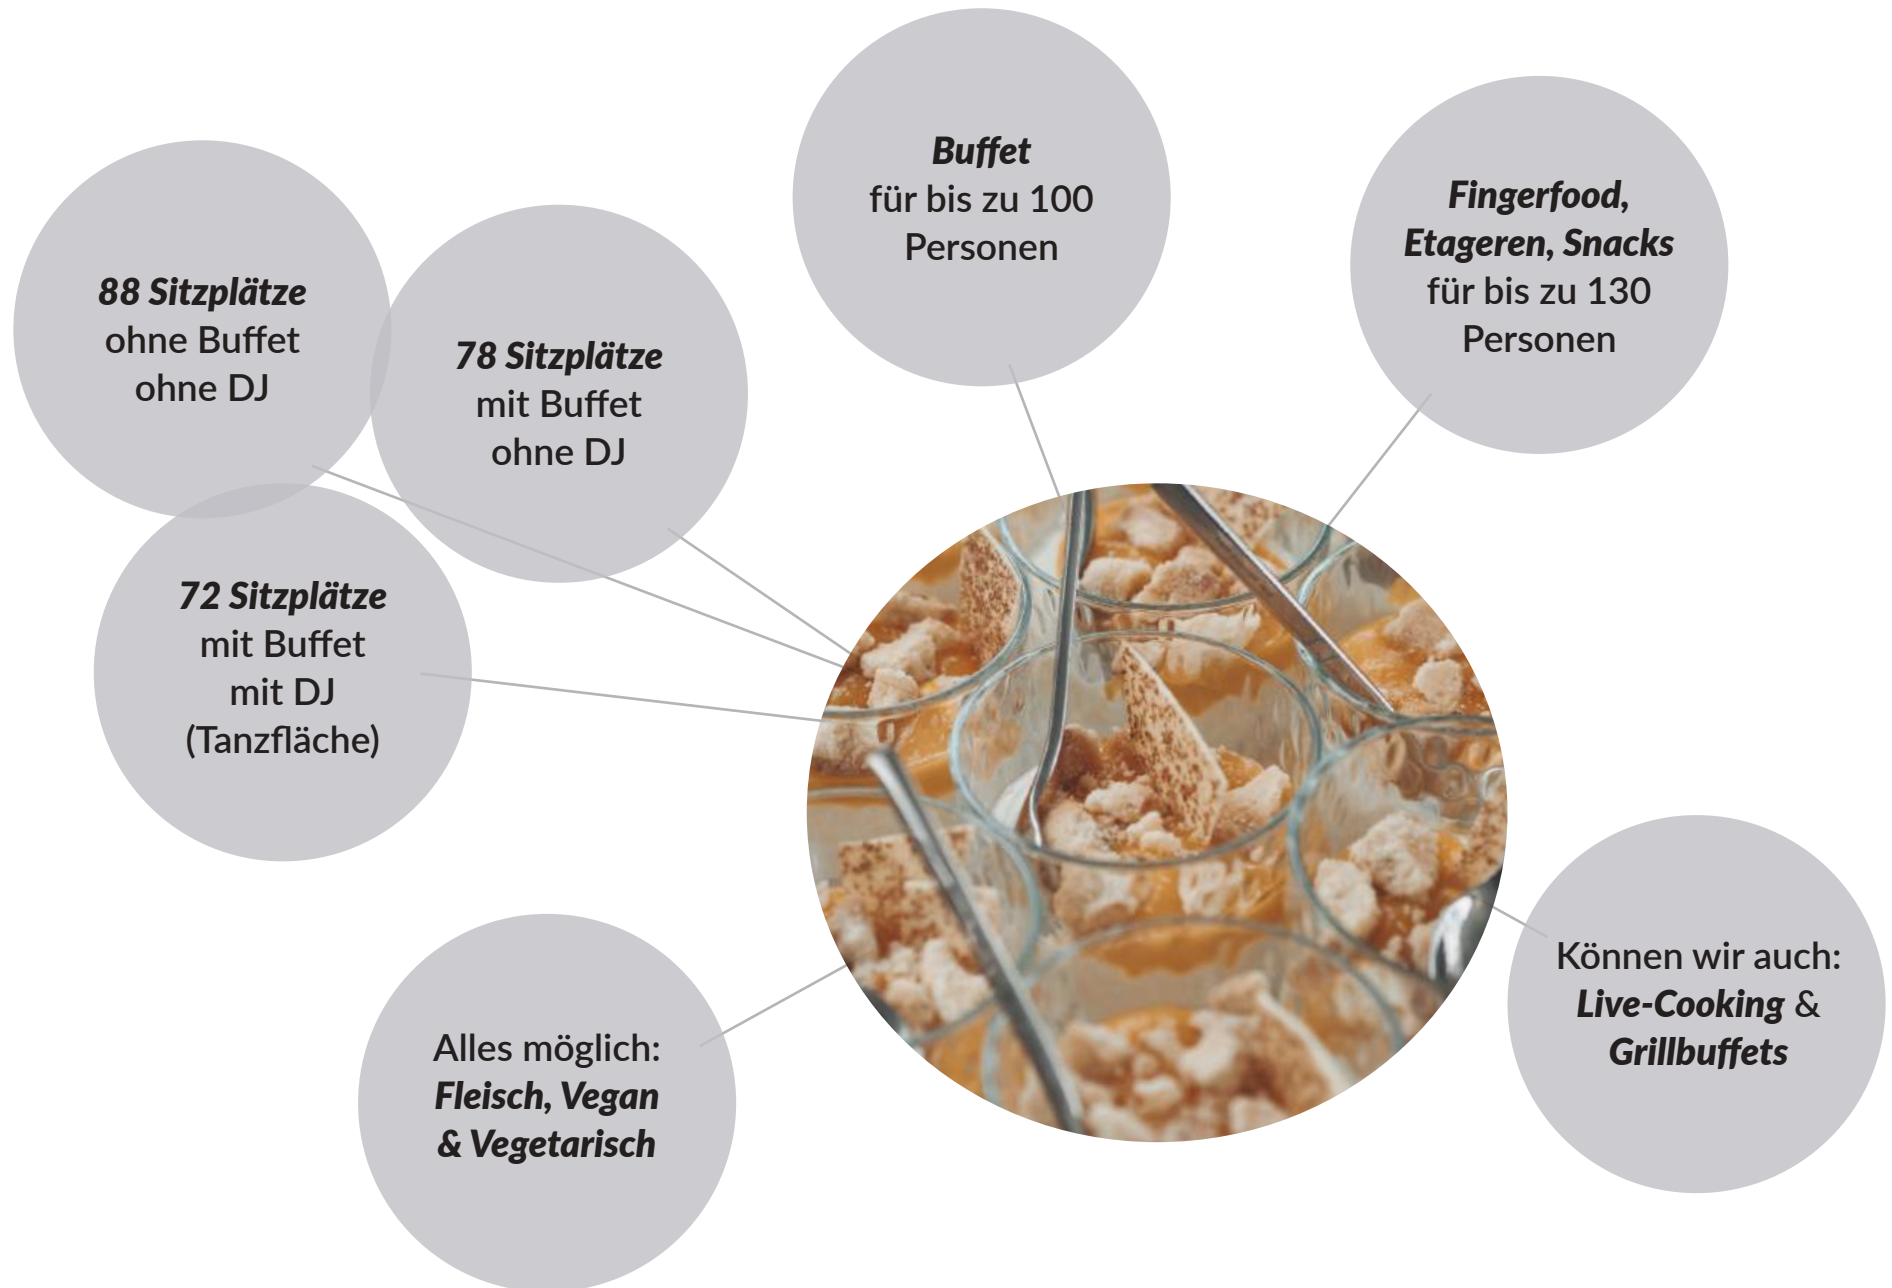 88 Sitzplätze
ohne Buffet
ohne DJ
78 Sitzplätze
mit Buffet
ohne DJ
72 Sitzplätze
mit Buffet
mit DJ
(Tanzfläche)
Buffet
für bis zu 100
Personen
Fingerfood,
Etageren, Snacks
für bis zu 130
Personen
Alles möglich:
Fleisch, Vegan
& Vegetarisch
Können wir auch:
Live-Cooking &
Grillbuffets